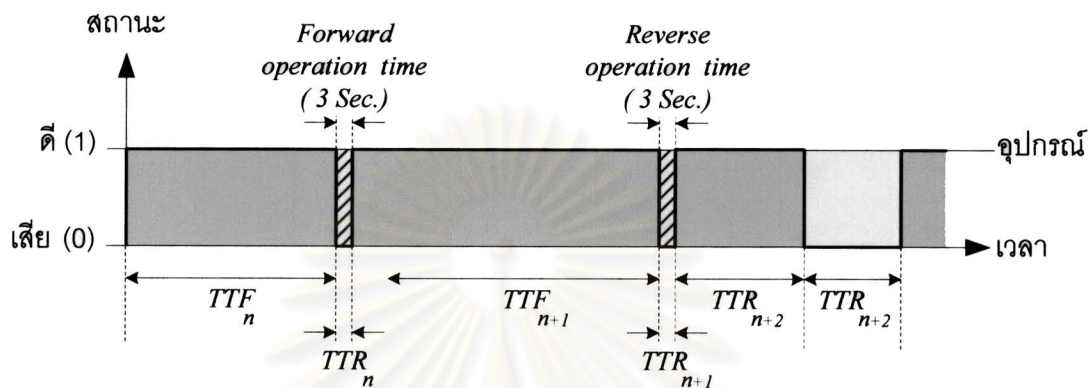 สถานะ
Forward
operation time
( 3 Sec.)
Reverse
operation time
( 3 Sec.)
ดี (1)
อุปกรณ์
เสีย (0)
เวลา
TTF n
TTF n+1
TTR n+2
TTR n+2
TTR n
TTR n+1